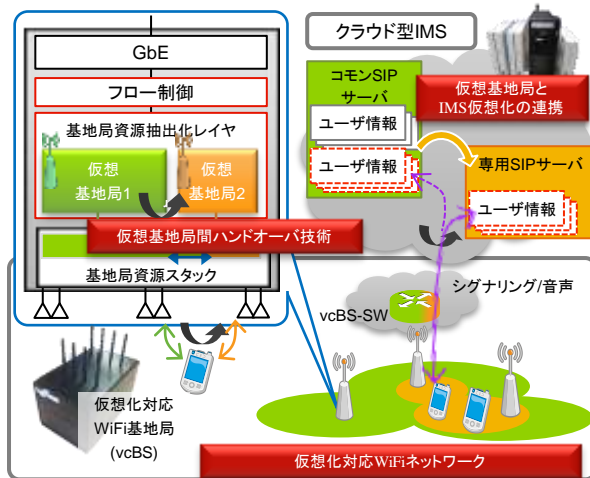 GbE
フロー制御
基地局資源抽出化レイヤ
仮想
基地局1
仮想
基地局2
仮想基地局間ハンドオーバ技術
基地局資源スタック
仮想化対応
WiFi基地局
(vcBS)
クラウド型IMS
コモンSIP
サーバ
ユーザ情報
ユーザ情報
仮想基地局と
IMS仮想化の連携
専用SIPサーバ
ユーザ情報
シグナリング/音声
vcBS-SW
仮想化対応WiFiネットワーク